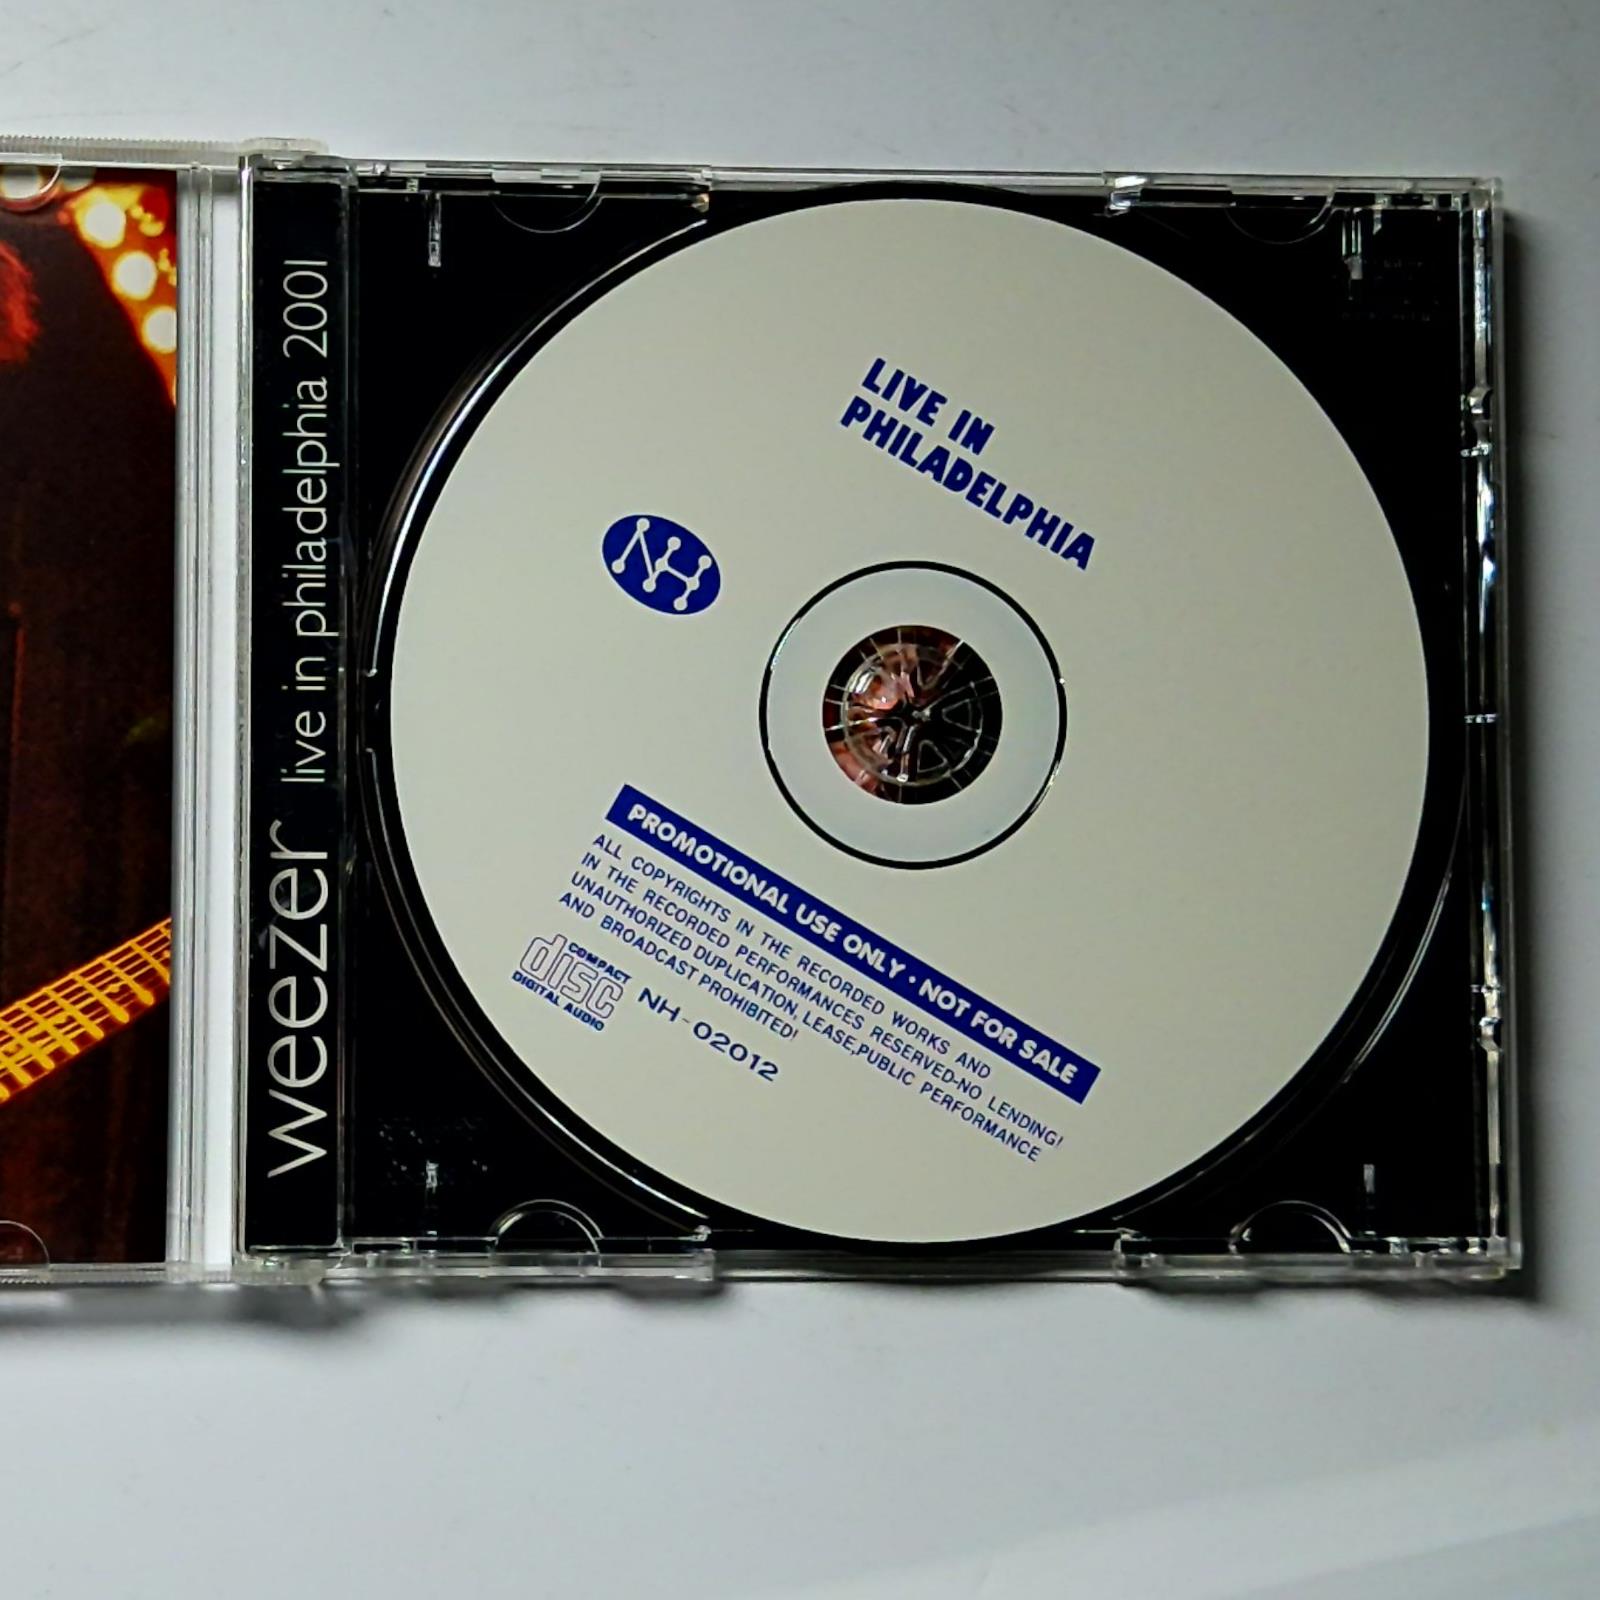 weezer live in philadelphia 2001
LIVE IN
PHILADELPHIA
NH
PROMOTIONAL USE ONLY • NOT FOR SALE
ALL COPYRIGHTS IN THE RECORDED WORKS AND
IN THE RECORDED PERFORMANCES RESERVED-NO LENDING!
UNAUTHORIZED DUPLICATION, LEASE,PUBLIC PERFORMANCE
AND BROADCAST PROHIBITED!
COMPACT
disc
DIGITAL AUDIO
NH-02012